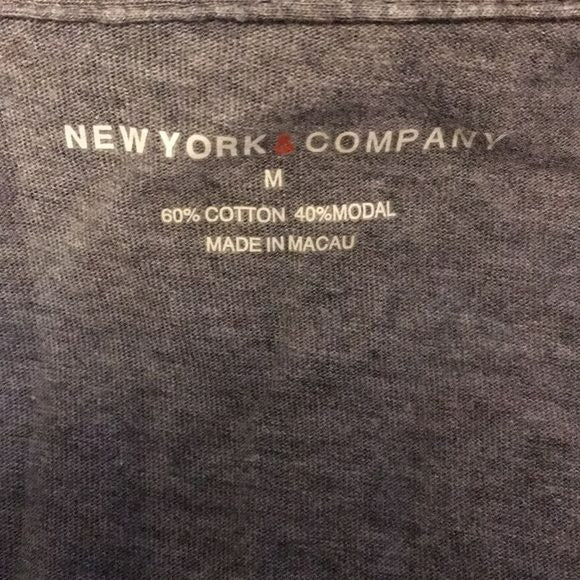 NEW YORK & COMPANY
M
60% COTTON 40%MODAL
MADE IN MACAU